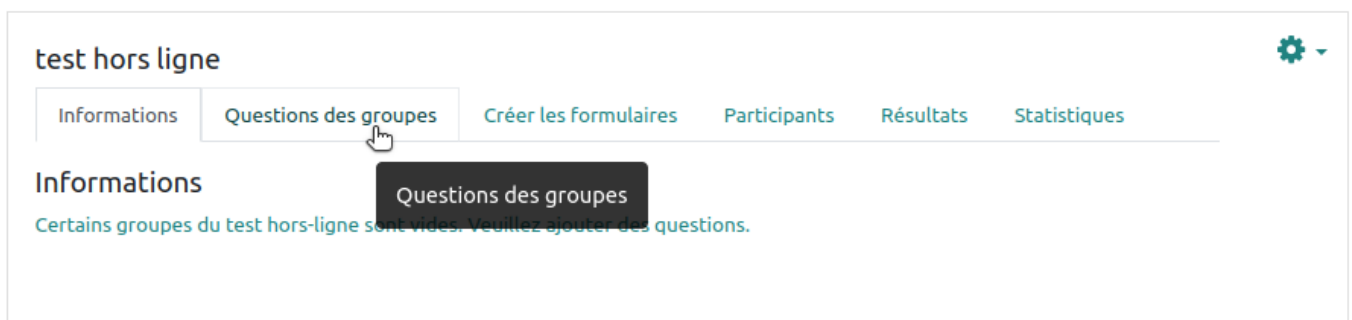 test hors ligne
Informations Questions des groupes Créer les formulaires Participants Résultats Statistiques
Informations
Questions des groupes
Certains groupes du test hors-ligne sont vides. Veuillez ajouter des questions.